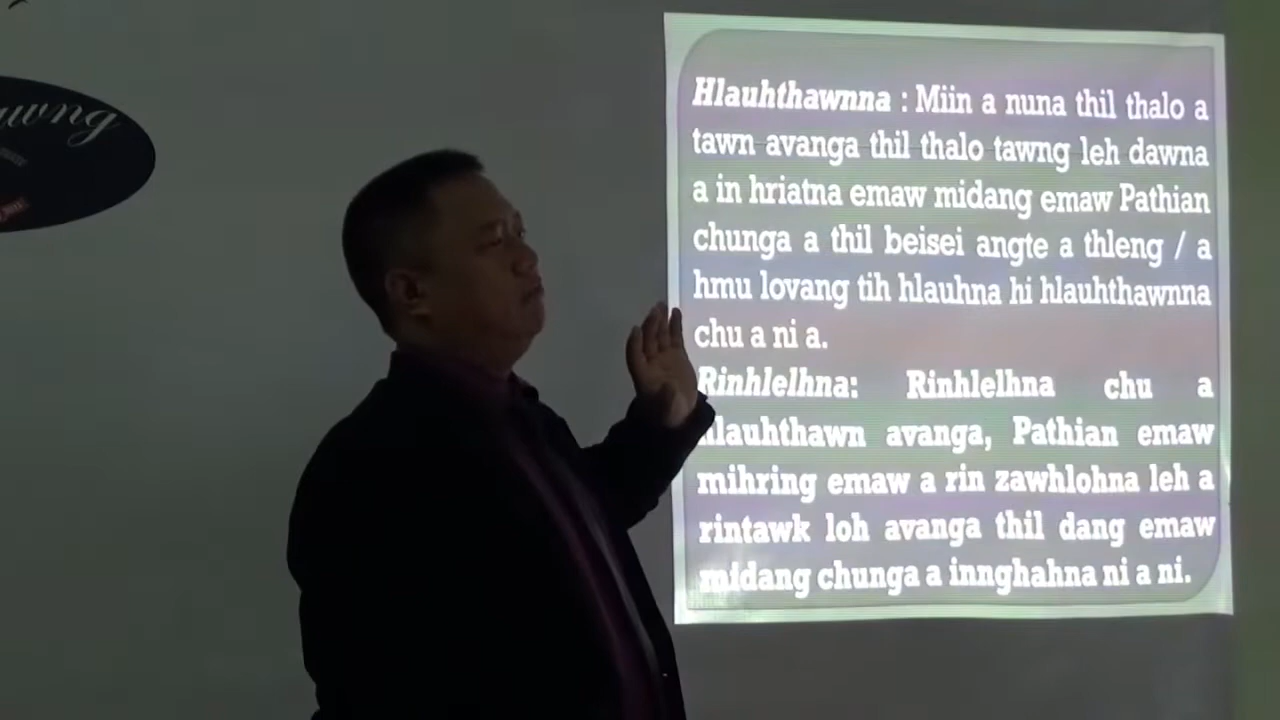 Hlauhthawnna : Miin a nuna thil thalo a
tawn avanga thil thalo tawng leh dawna
a in hriatna emaw midang emaw Pathian
chunga a thil beisei angte a thleng / a
hmu lovang tih hlauhna hi hlauhthawnna
chu a ni a.
Rinhlelhna: Rinhlelhna chu a
hlauhthawn avanga, Pathian emaw
mihring emaw a rin zawhlohna leh a
rintawk loh avanga thil dang emaw
midang chunga a innghahna ni a ni.